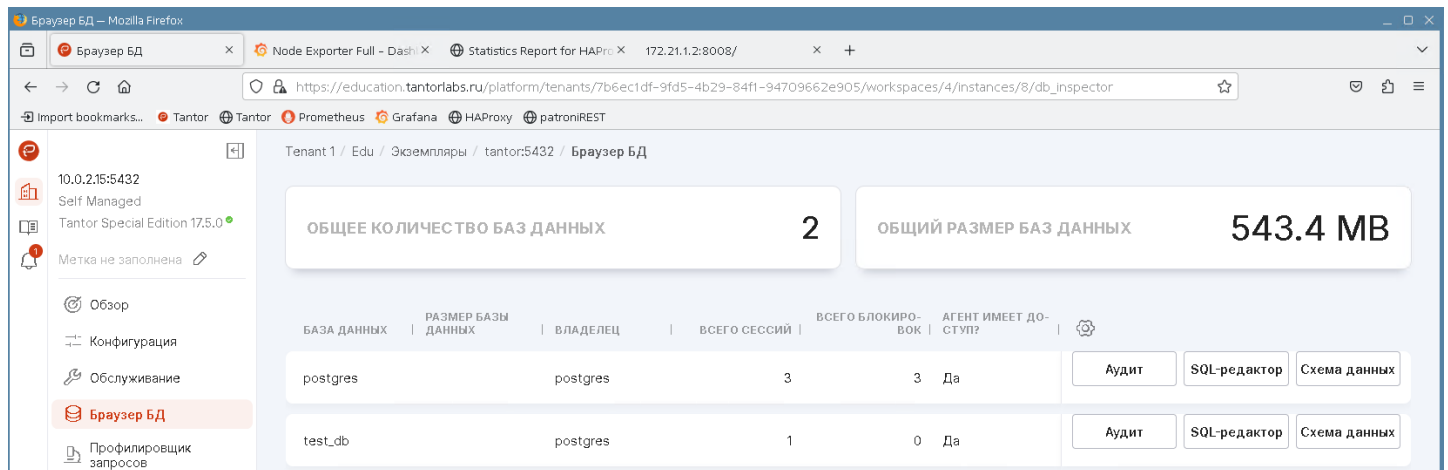 Браузер БД — Mozilla Firefox
Браузер БД
Node Exporter Full - Dash
Statistics Report for HAPro
172.21.1.2:8008/
https://education.tantorlabs.ru/platform/tenants/7b6ec1df-9fd5-4b29-84f1-94709662e905/workspaces/4/instances/8/db_inspector
Import bookmarks...
Tantor
Tantor
Prometheus
Grafana
HAProxy
patroniREST
Tenant 1 / Edu / Экземпляры / tantor:5432 / Браузер БД
10.0.2.15:5432
Self Managed
Tantor Special Edition 17.5.0
1
Метка не заполнена
Обзор
Конфигурация
Обслуживание
Браузер БД
Профилировщик
запросов
ОБЩЕЕ КОЛИЧЕСТВО БАЗ ДАННЫХ 2
ОБЩИЙ РАЗМЕР БАЗ ДАННЫХ 543.4 MB
БАЗА ДАННЫХ
РАЗМЕР БАЗЫ
ДАННЫХ
ВЛАДЕЛЕЦ
ВСЕГО СЕССИЙ
ВСЕГО БЛОКИРО-
ВОК
АГЕНТ ИМЕЕТ ДО-
СТУП?
postgres postgres 3 3 Да Аудит SQL-редактор Схема данных
test_db postgres 1 0 Да Аудит SQL-редактор Схема данных